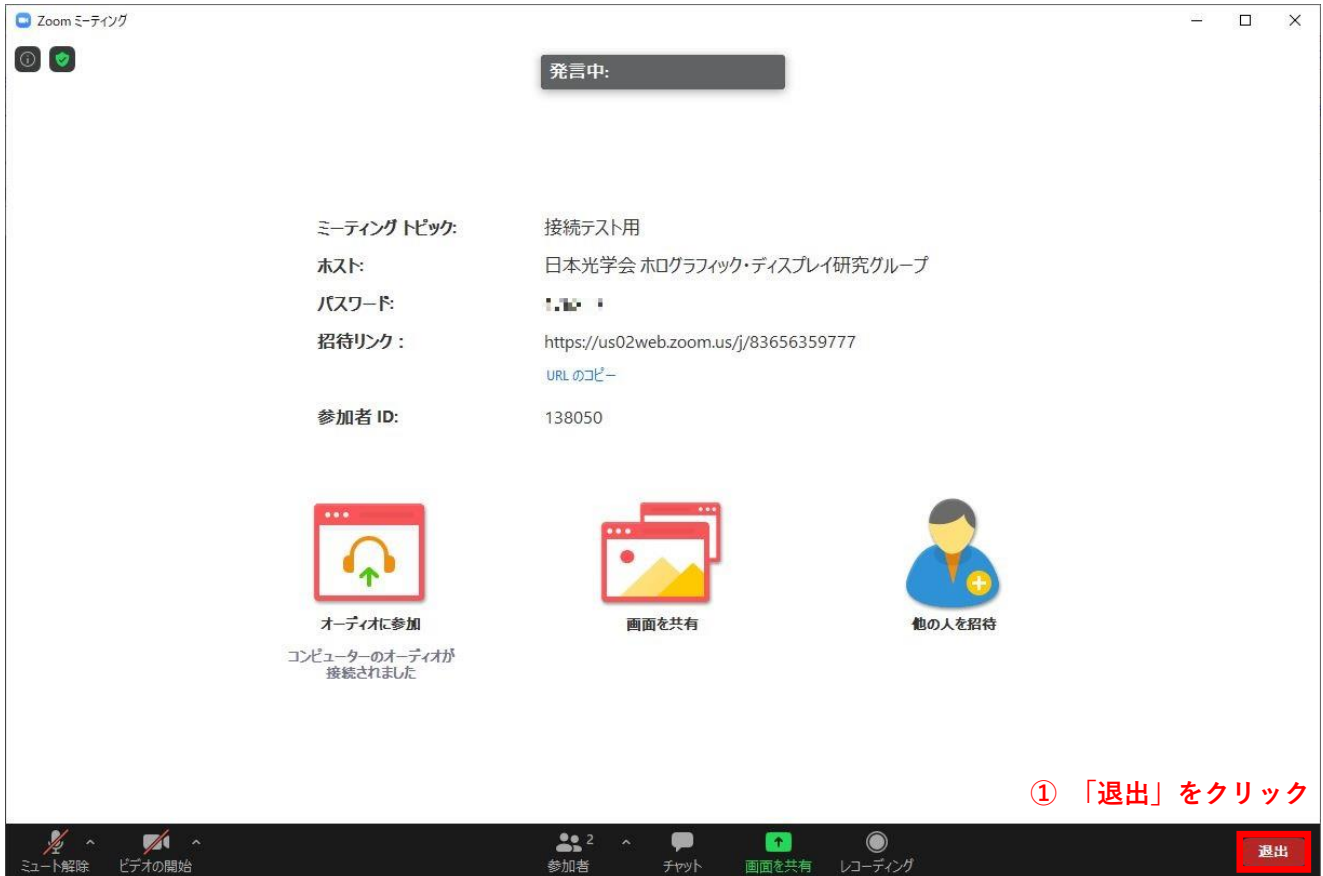 Zoom ミーティング
発言中:
ミーティング トピック: 接続テスト用
ホスト: 日本光学会 ホログラフィック・ディスプレイ研究グループ
パスワード:
招待リンク： https://us02web.zoom.us/j/83656359777
URL のコピー
参加者 ID: 138050
オーディオに参加
コンピューターのオーディオが
接続されました
画面を共有
他の人を招待
① 「退出」をクリック
ミュート解除
ビデオの開始
2
参加者
チャット
画面を共有
レコーディング
退出